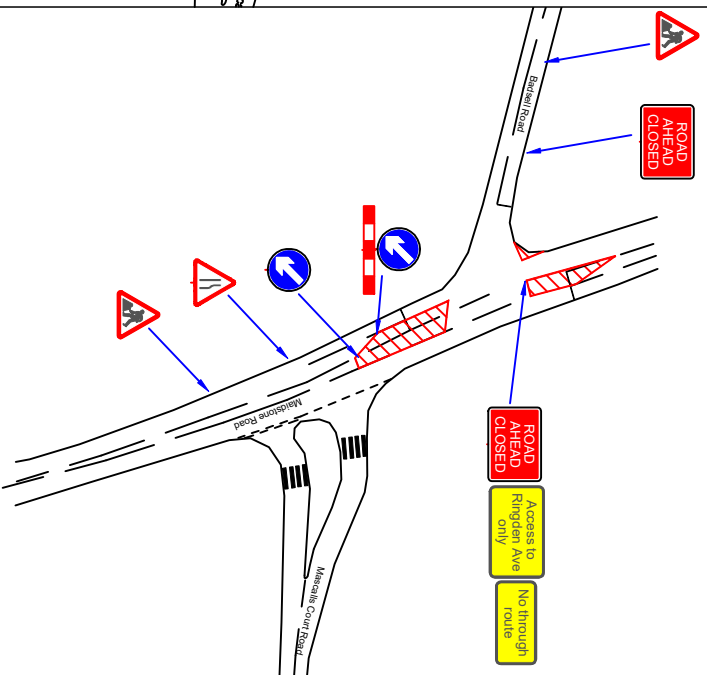 Badsell Road
ROAD
AHEAD
CLOSED
Maidstone Road
ROAD
AHEAD
CLOSED
Access to
Ringden Ave
only
No through
route
Mascalls Court Road